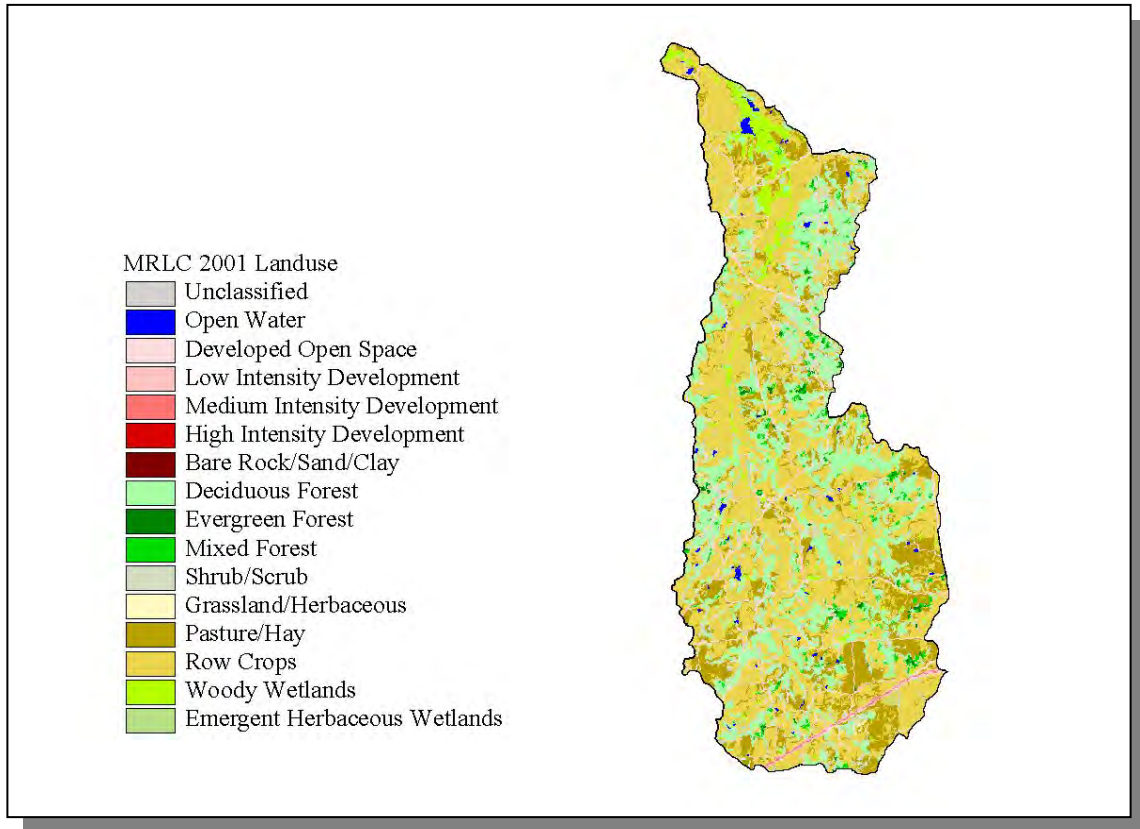 MRLC 2001 Landuse
Unclassified
Open Water
Developed Open Space
Low Intensity Development
Medium Intensity Development
High Intensity Development
Bare Rock/Sand/Clay
Deciduous Forest
Evergreen Forest
Mixed Forest
Shrub/Scrub
Grassland/Herbaceous
Pasture/Hay
Row Crops
Woody Wetlands
Emergent Herbaceous Wetlands